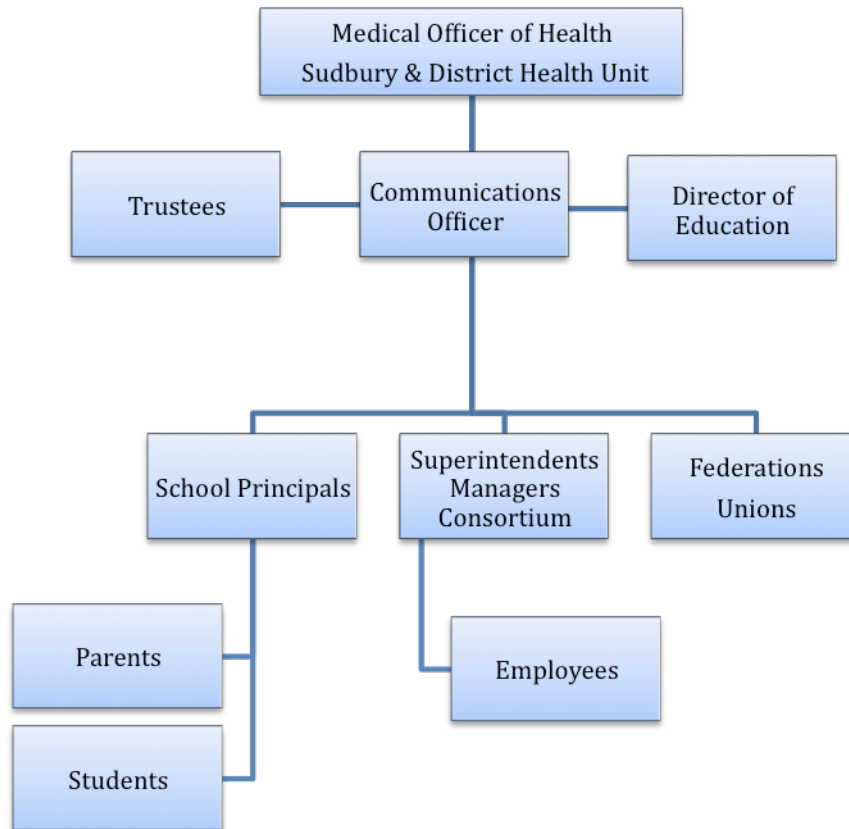 Medical Officer of Health
Sudbury & District Health Unit
Trustees
Communications
Officer
Director of
Education
School Principals
Superintendents
Managers
Consortium
Federations
Unions
Parents
Employees
Students